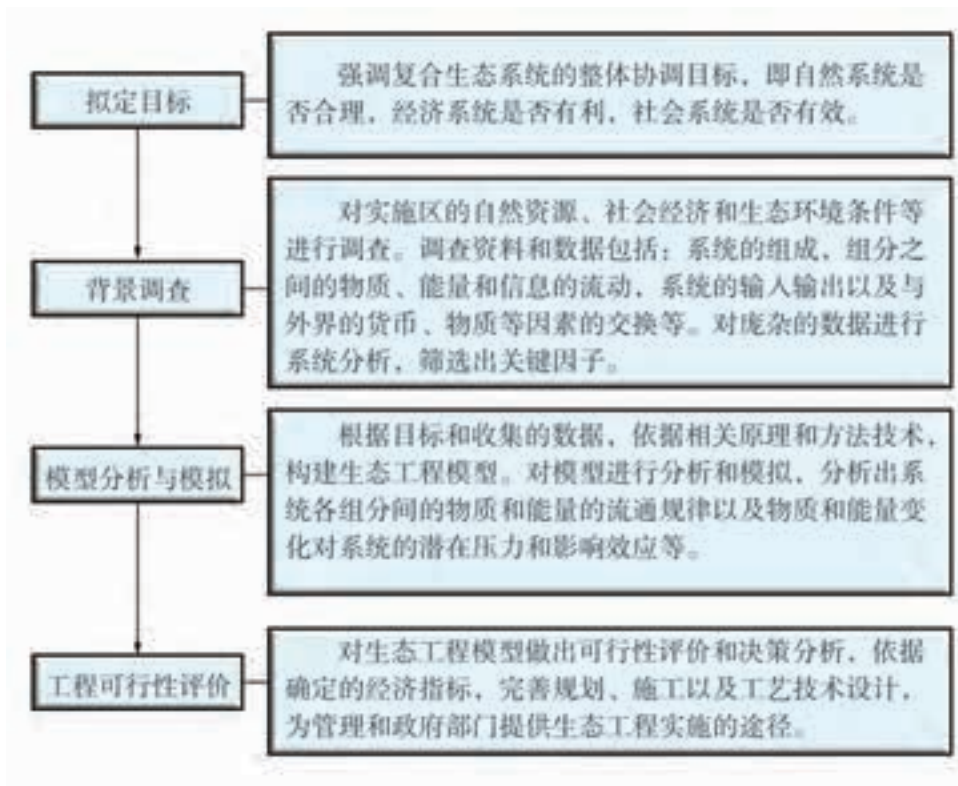 拟定目标
强调复合生态系统的整体协调目标，即自然系统是
否合理，经济系统是否有利，社会系统是否有效。
背景调查
对实施区的自然资源、社会经济和生态环境条件等
进行调查。调查资料和数据包括：系统的组成，组分之
间的物质、能量和信息的流动，系统的输入输出以及与
外界的货币、物质等因素的交换等。对庞杂的数据进行
系统分析，筛选出关键因子。
模型分析与模拟
根据目标和收集的数据，依据相关原理和方法技术，
构建生态工程模型。对模型进行分析和模拟，分析出系
统各组分间的物质和能量的流通规律以及物质和能量变
化对系统的潜在压力和影响效应等。
工程可行性评价
对生态工程模型做出可行性评价和决策分析，依据
确定的经济指标，完善规划、施工以及工艺技术设计，
为管理和政府部门提供生态工程实施的途径。